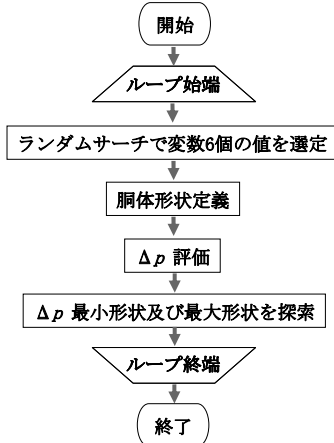 開始
ループ始端
ランダムサーチで変数6個の値を選定
胴体形状定義
Δp 評価
Δp 最小形状及び最大形状を探索
ループ終端
終了